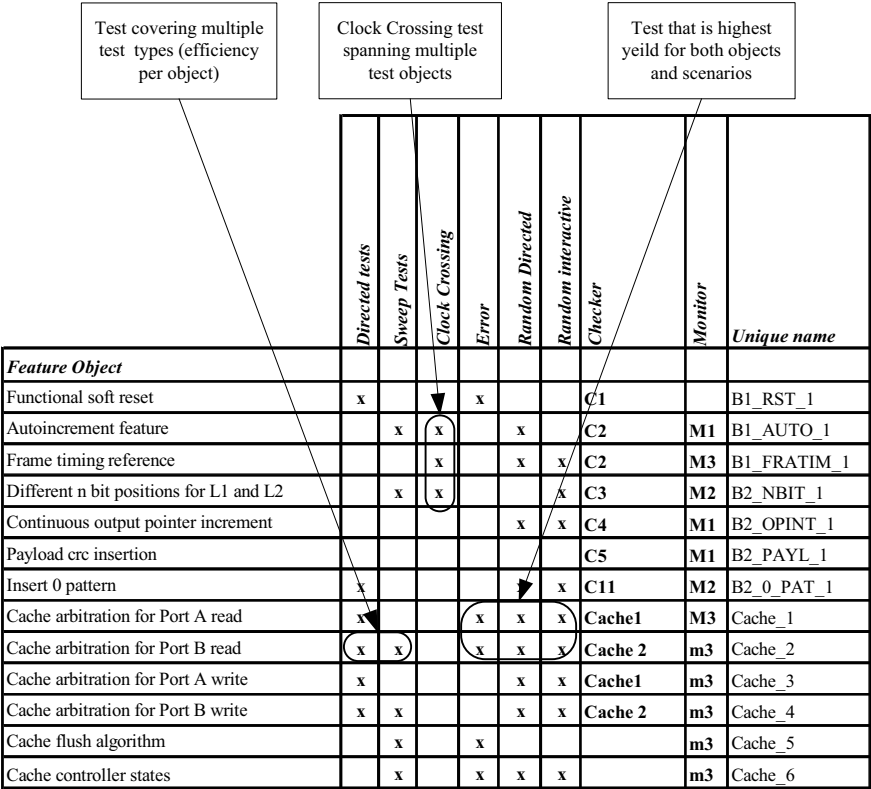 Test covering multiple
test types (efficiency
per object)
Clock Crossing test
spanning multiple
test objects
Test that is highest
yeild for both objects
and scenarios
Directed tests
Sweep Tests
Clock Crossing
Error
Random Directed
Random interactive
Checker
Monitor
Unique name
Feature Object
Functional soft reset x x C1 B1_RST_1
Autoincrement feature x x x C2 M1 B1_AUTO_1
Frame timing reference x x x C2 M3 B1_FRATIM_1
Different n bit positions for L1 and L2 x x x C3 M2 B2_NBIT_1
Continuous output pointer increment x x C4 M1 B2_OPINT_1
Payload crc insertion C5 M1 B2_PAYL_1
Insert 0 pattern x x x C11 M2 B2_0_PAT_1
Cache arbitration for Port A read x x x x Cache1 M3 Cache_1
Cache arbitration for Port B read x x x x x Cache 2 m3 Cache_2
Cache arbitration for Port A write x x x Cache1 m3 Cache_3
Cache arbitration for Port B write x x x x Cache 2 m3 Cache_4
Cache flush algorithm x x m3 Cache_5
Cache controller states x x x x m3 Cache_6